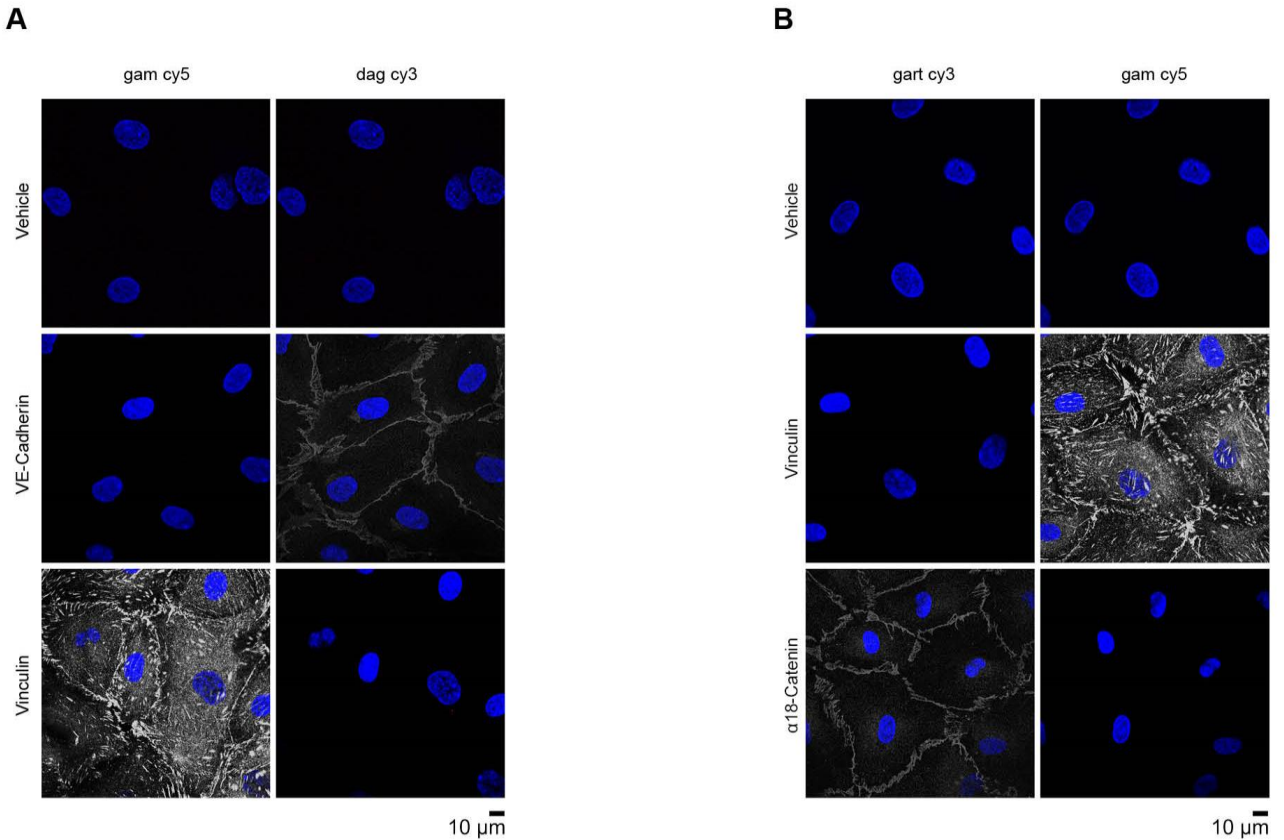 A
B
gam cy5
dag cy3
gart cy3
gam cy5
Vehicle
Vehicle
VE-Cadherin
Vinculin
Vinculin
α18-Catenin
10 µm
10 µm